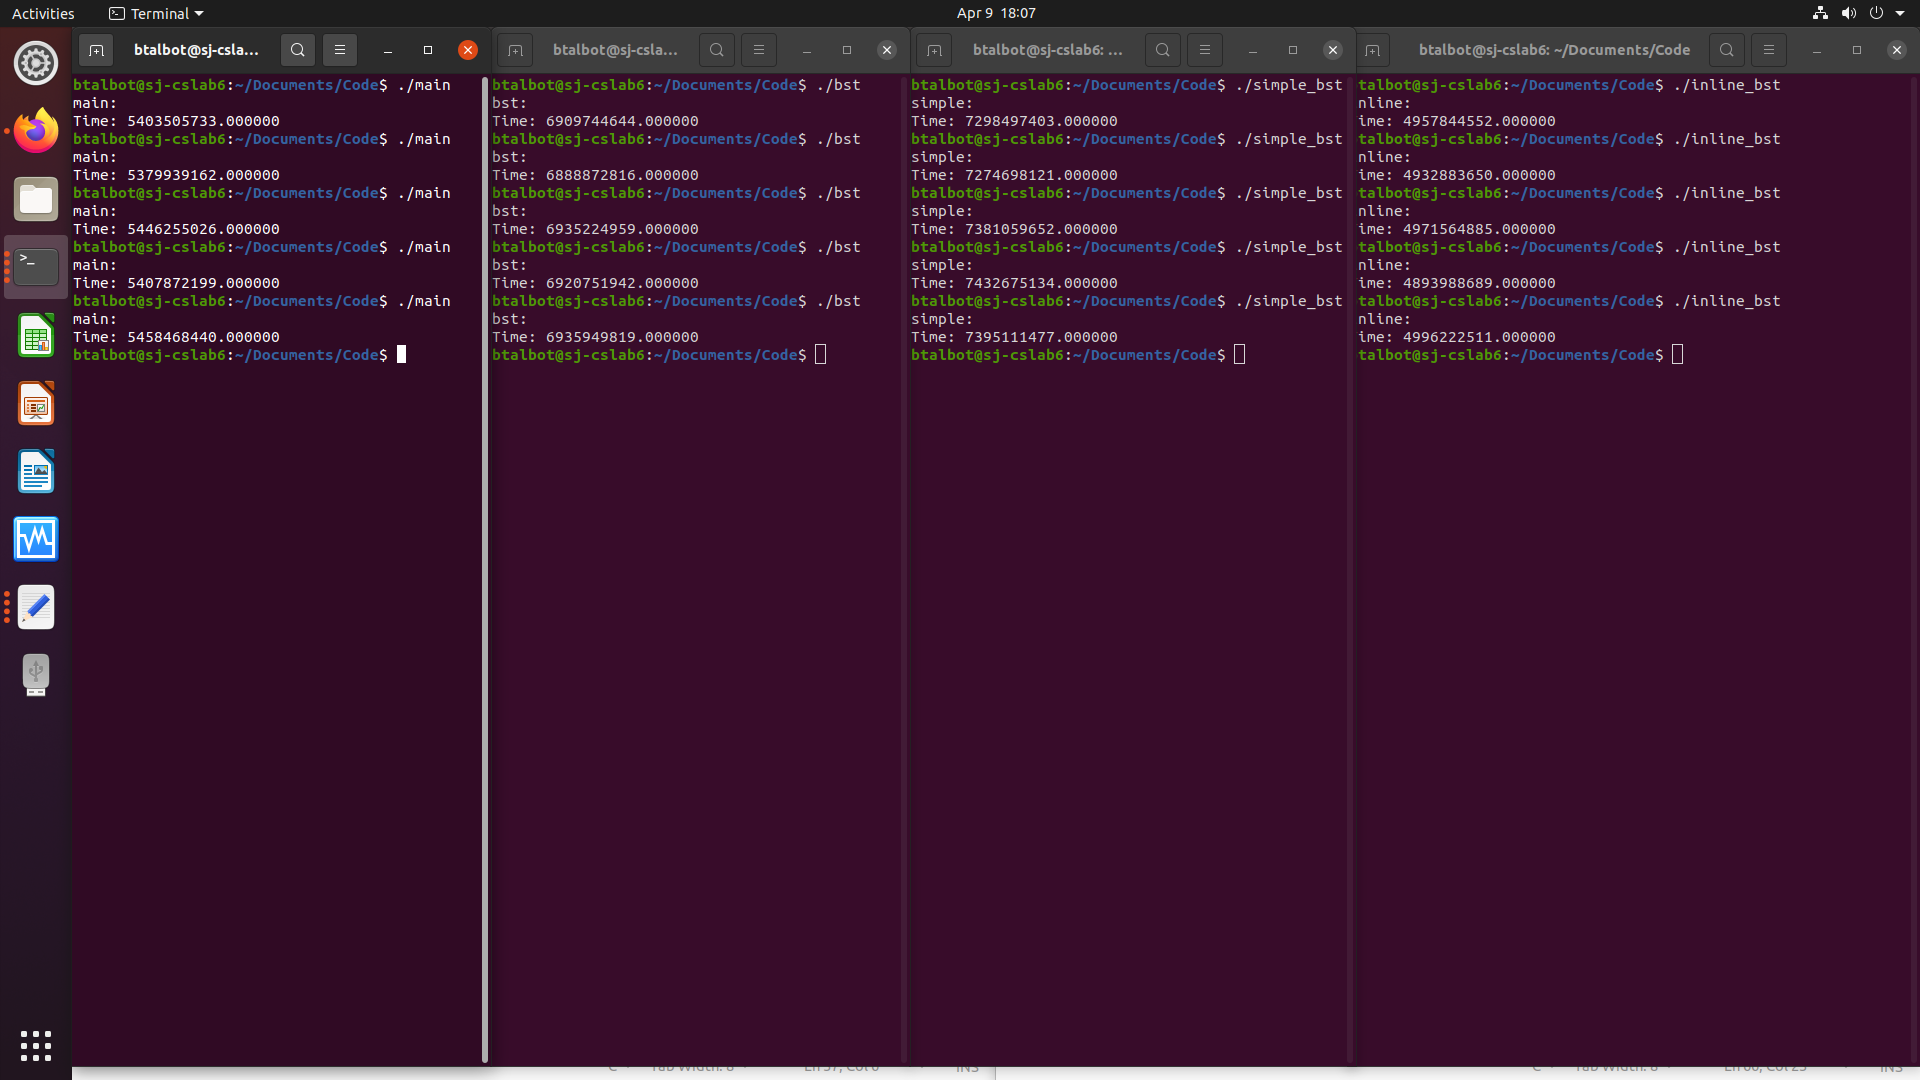 Activities
Terminal
Apr 9 18:07
btalbot@sj-csla...
btalbot@sj-csla...
btalbot@sj-cslab6: ...
btalbot@sj-cslab6: ~/Documents/Code
btalbot@sj-cslab6:~/Documents/Code$ ./main
main:
Time: 5403505733.000000
btalbot@sj-cslab6:~/Documents/Code$ ./main
main:
Time: 5379939162.000000
btalbot@sj-cslab6:~/Documents/Code$ ./main
main:
Time: 5446255026.000000
btalbot@sj-cslab6:~/Documents/Code$ ./main
main:
Time: 5407872199.000000
btalbot@sj-cslab6:~/Documents/Code$ ./main
main:
Time: 5458468440.000000
btalbot@sj-cslab6:~/Documents/Code$
btalbot@sj-cslab6:~/Documents/Code$ ./bst
bst:
Time: 6909744644.000000
btalbot@sj-cslab6:~/Documents/Code$ ./bst
bst:
Time: 6888872816.000000
btalbot@sj-cslab6:~/Documents/Code$ ./bst
bst:
Time: 6935224959.000000
btalbot@sj-cslab6:~/Documents/Code$ ./bst
bst:
Time: 6920751942.000000
btalbot@sj-cslab6:~/Documents/Code$ ./bst
bst:
Time: 6935949819.000000
btalbot@sj-cslab6:~/Documents/Code$
btalbot@sj-cslab6:~/Documents/Code$ ./simple_bst
simple:
Time: 7298497403.000000
btalbot@sj-cslab6:~/Documents/Code$ ./simple_bst
simple:
Time: 7274698121.000000
btalbot@sj-cslab6:~/Documents/Code$ ./simple_bst
simple:
Time: 7381059652.000000
btalbot@sj-cslab6:~/Documents/Code$ ./simple_bst
simple:
Time: 7432675134.000000
btalbot@sj-cslab6:~/Documents/Code$ ./simple_bst
simple:
Time: 7395111477.000000
btalbot@sj-cslab6:~/Documents/Code$
talbot@sj-cslab6:~/Documents/Code$ ./inline_bst
nline:
ime: 4957844552.000000
talbot@sj-cslab6:~/Documents/Code$ ./inline_bst
nline:
ime: 4932883650.000000
talbot@sj-cslab6:~/Documents/Code$ ./inline_bst
nline:
ime: 4971564885.000000
talbot@sj-cslab6:~/Documents/Code$ ./inline_bst
nline:
ime: 4893988689.000000
talbot@sj-cslab6:~/Documents/Code$ ./inline_bst
nline:
ime: 4996222511.000000
talbot@sj-cslab6:~/Documents/Code$